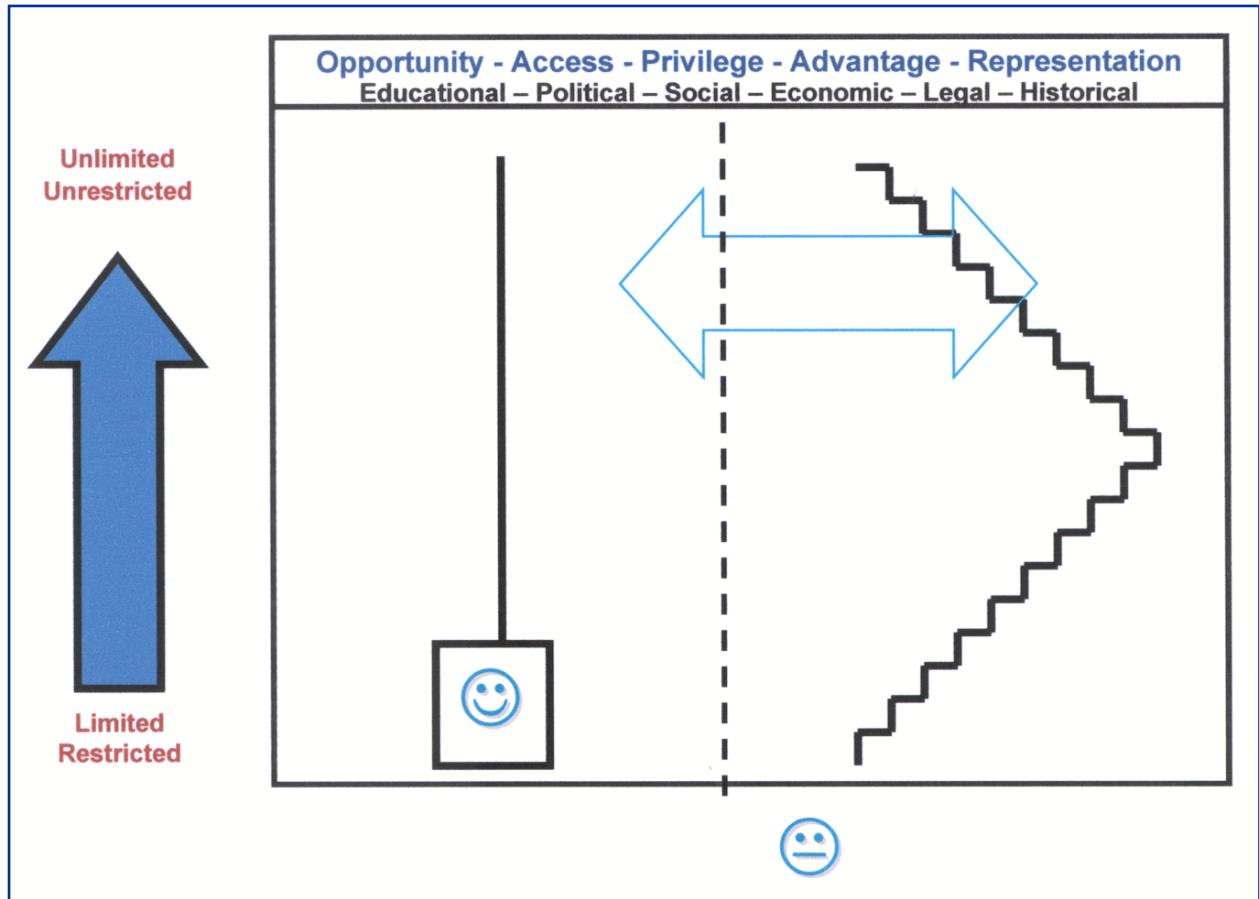 Opportunity - Access - Privilege - Advantage - Representation
Educational – Political – Social – Economic – Legal – Historical
Unlimited
Unrestricted
Limited
Restricted